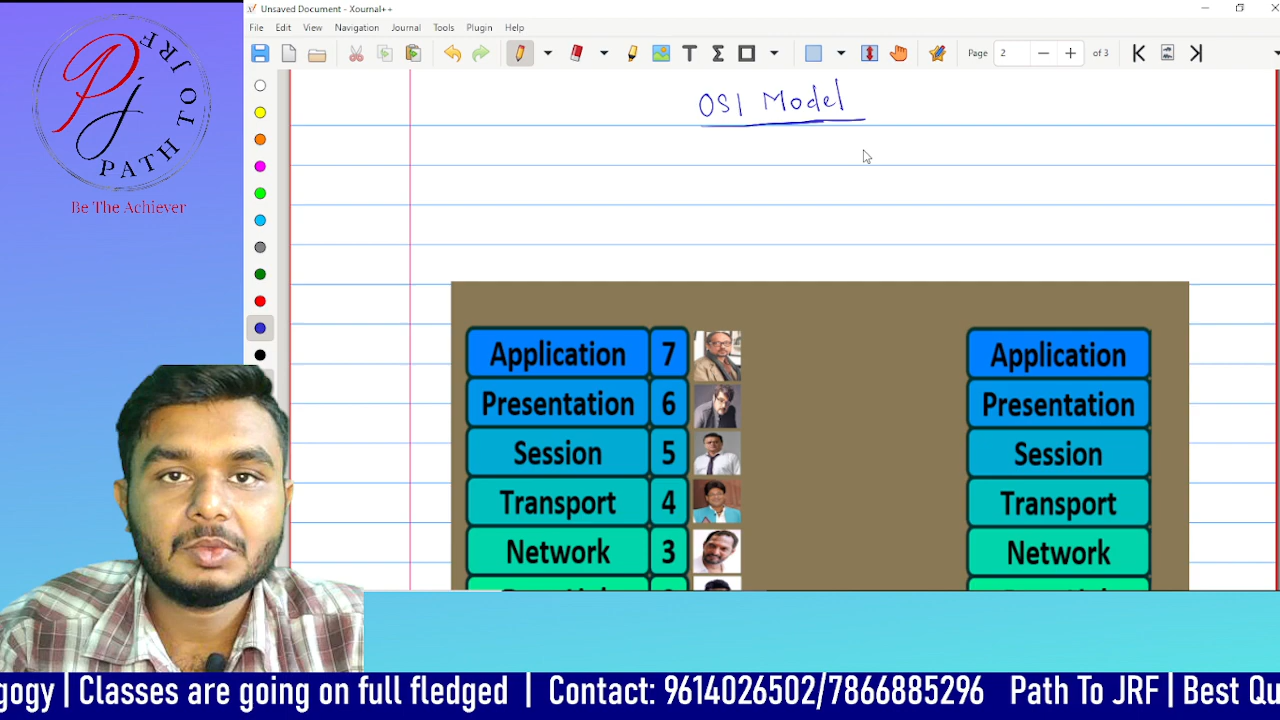 Unsaved Document - Xournal++
File Edit View Navigation Journal Tools Plugin Help
Page 2 of 3
PJ
PATH TO JRF
Be The Achiever
OSI Model
Application 7
Presentation 6
Session 5
Transport 4
Network 3
Application
Presentation
Session
Transport
Network
gogy | Classes are going on full fledged | Contact: 9614026502/7866885296 Path To JRF | Best Qu